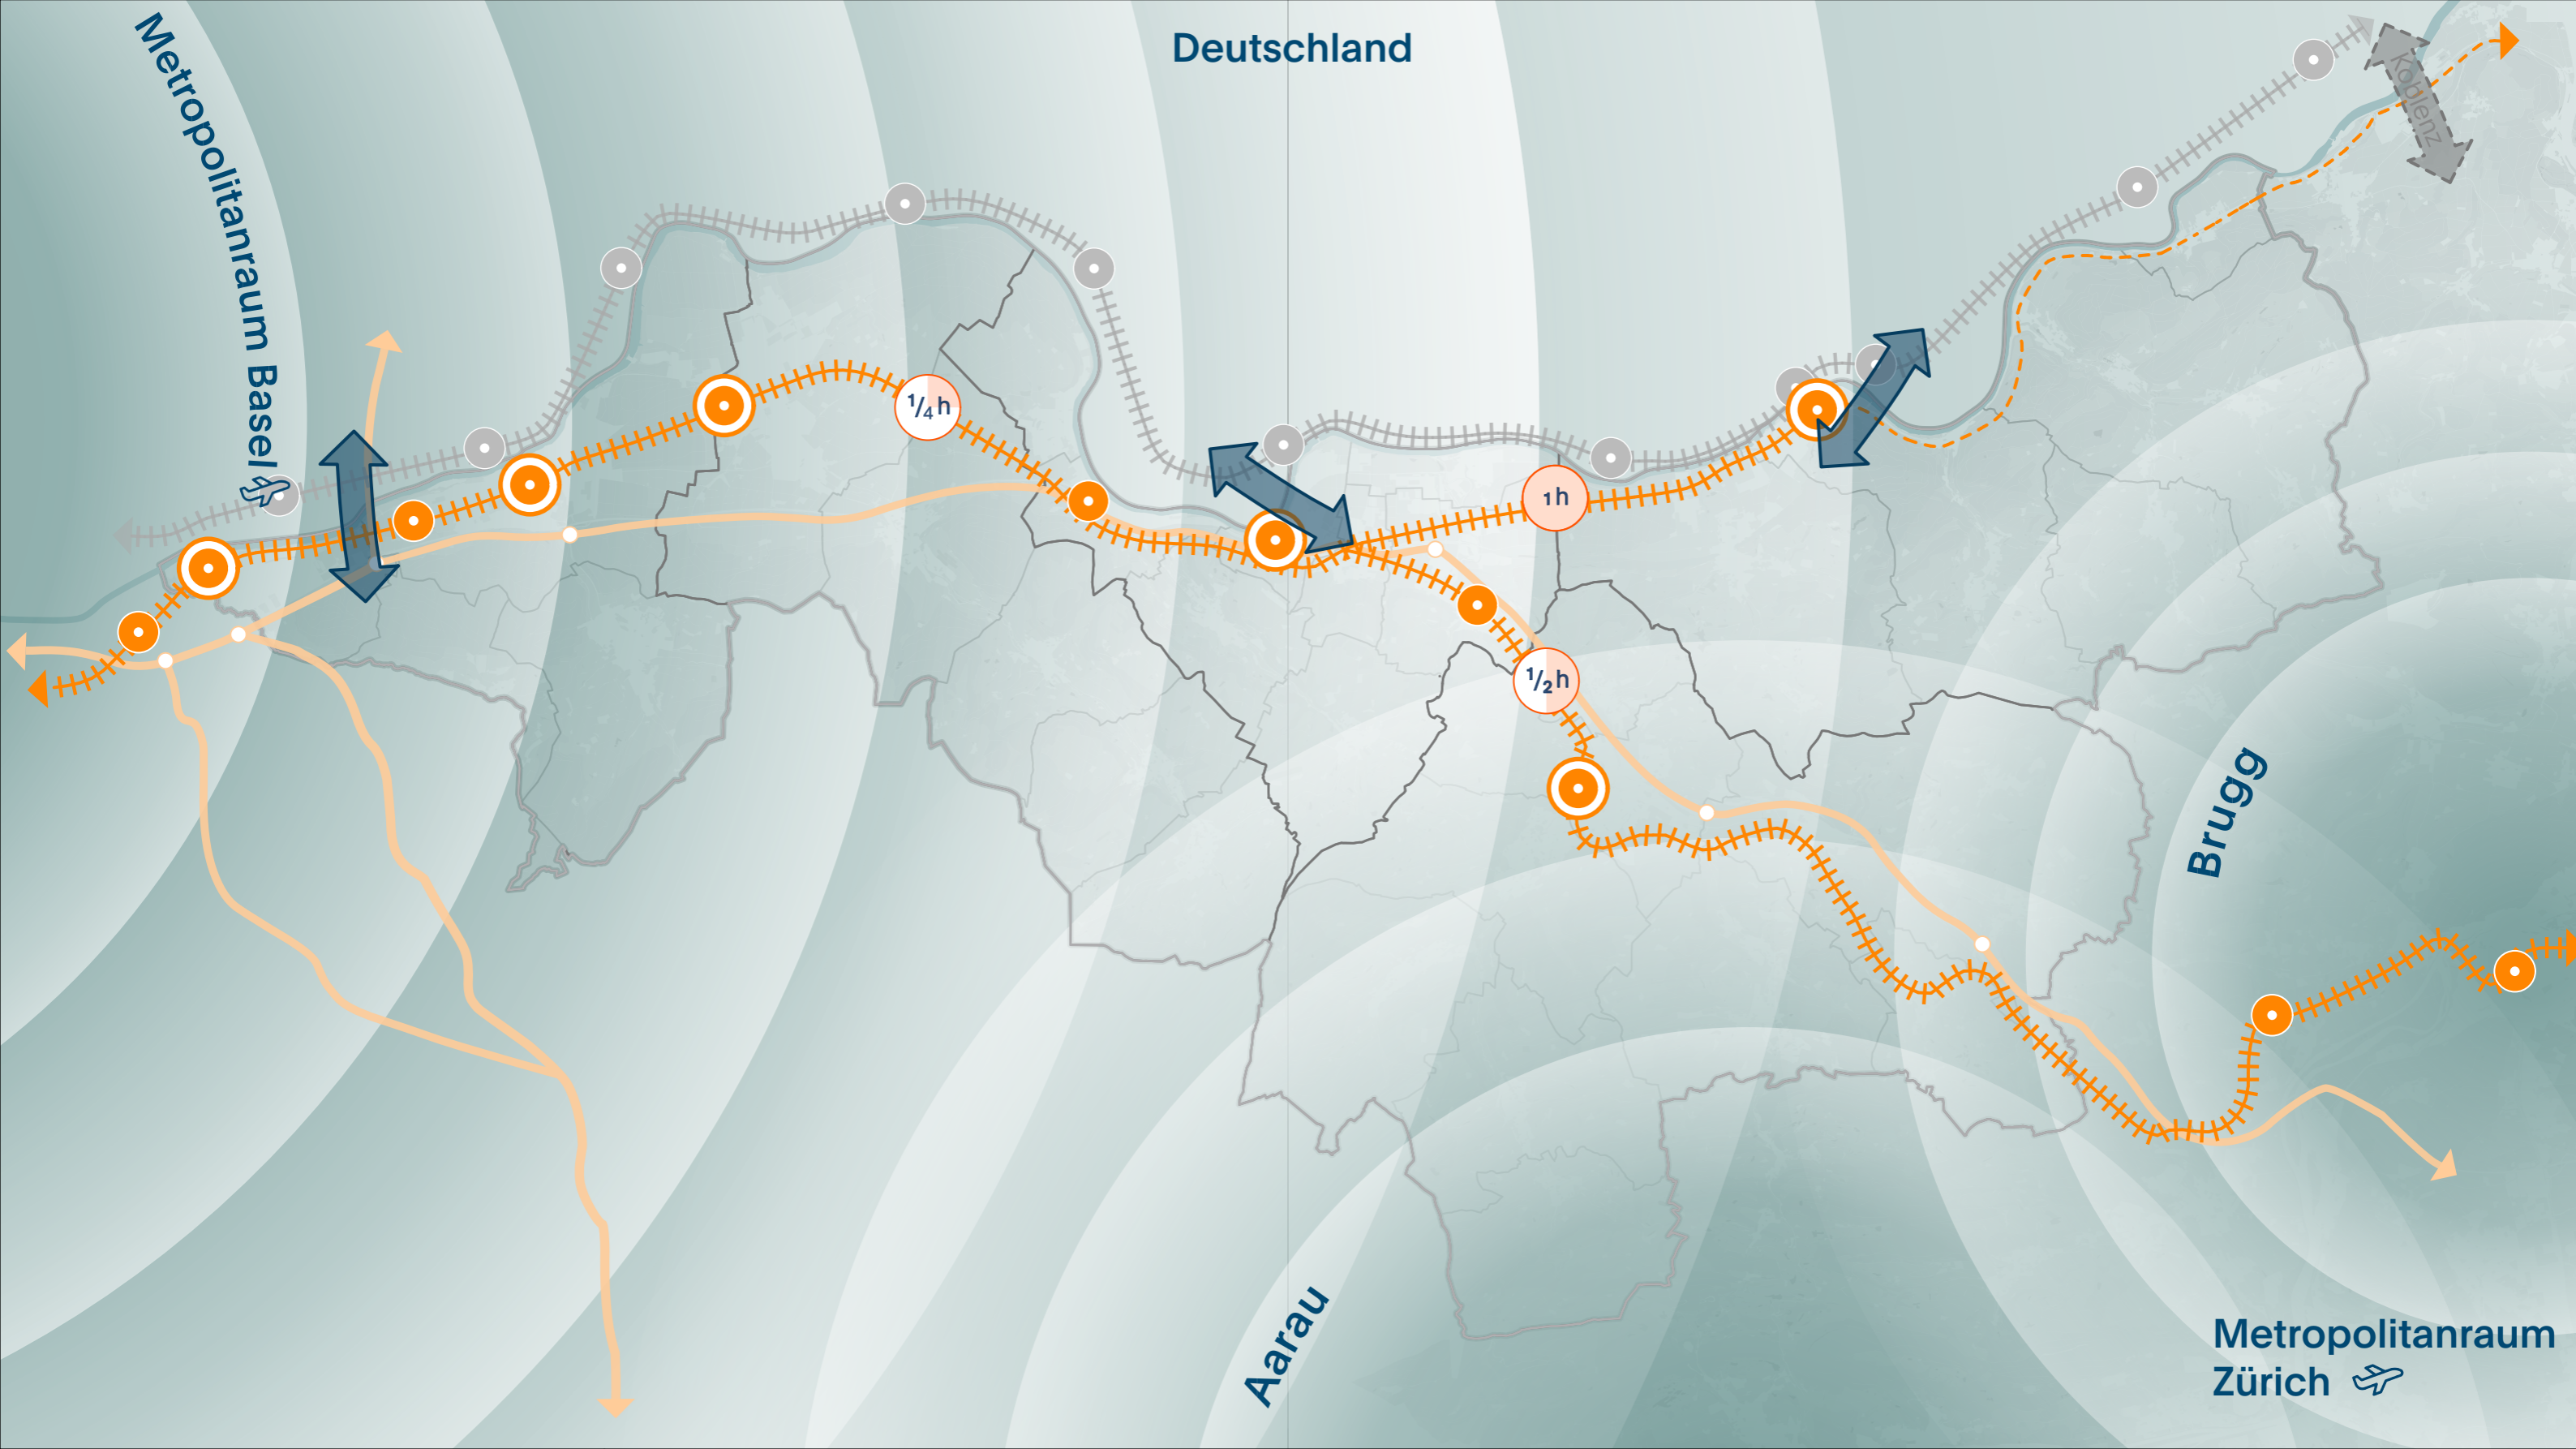 Deutschland
Metropolitanraum Basel
Koblenz
1/4 h
1 h
1/2 h
Brugg
Aarau
Metropolitanraum
Zürich